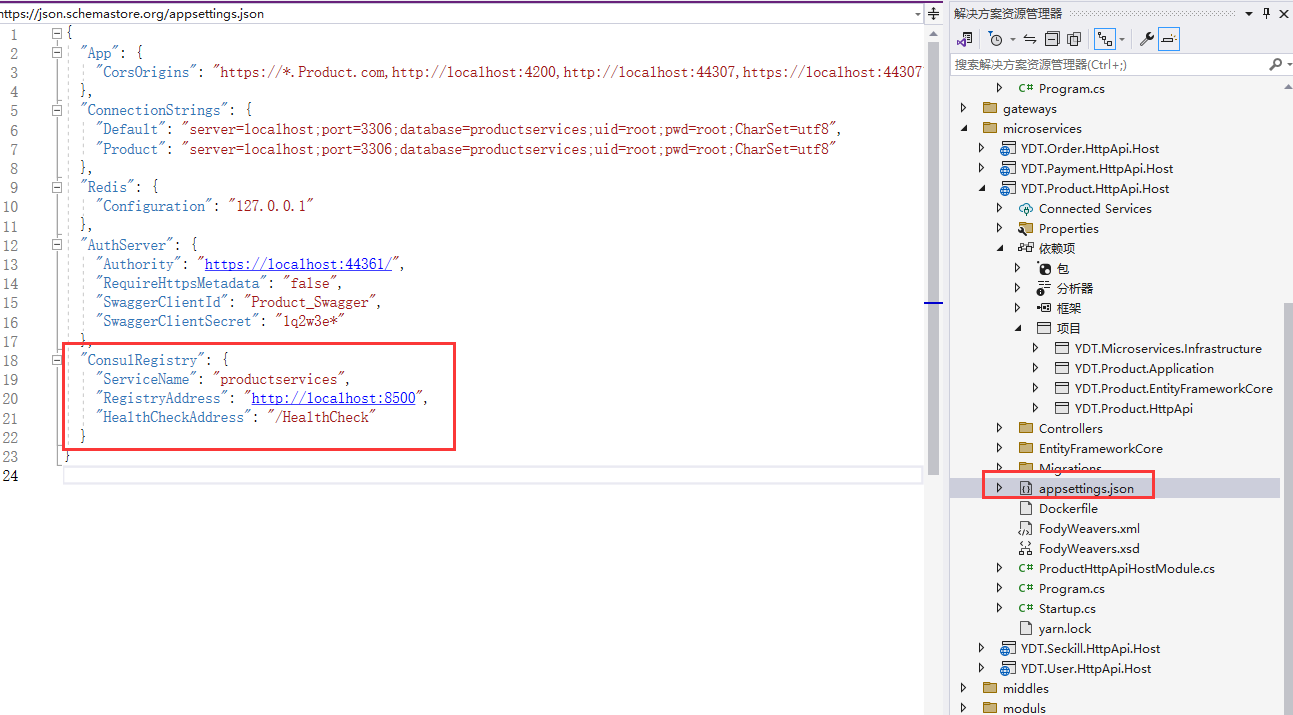 https://json.schemastore.org/appsettings.json
1 {
2 "App": {
3 "CorsOrigins": "https://*.Product.com,http://localhost:4200,http://localhost:44307,https://localhost:44307
4 },
5 "ConnectionStrings": {
6 "Default": "server=localhost;port=3306;database=productservices;uid=root;pwd=root;CharSet=utf8",
7 "Product": "server=localhost;port=3306;database=productservices;uid=root;pwd=root;CharSet=utf8"
8 },
9 "Redis": {
10 "Configuration": "127.0.0.1"
11 },
12 "AuthServer": {
13 "Authority": "https://localhost:44361/",
14 "RequireHttpsMetadata": "false",
15 "SwaggerClientId": "Product_Swagger",
16 "SwaggerClientSecret": "1q2w3e*"
17 },
18 "ConsulRegistry": {
19 "ServiceName": "productservices",
20 "RegistryAddress": "http://localhost:8500",
21 "HealthCheckAddress": "/HealthCheck"
22 }
23 }
24
解决方案资源管理器
搜索解决方案资源管理器(Ctrl+;)
C# Program.cs
gateways
microservices
YDT.Order.HttpApi.Host
YDT.Payment.HttpApi.Host
YDT.Product.HttpApi.Host
Connected Services
Properties
依赖项
包
分析器
框架
项目
YDT.Microservices.Infrastructure
YDT.Product.Application
YDT.Product.EntityFrameworkCore
YDT.Product.HttpApi
Controllers
EntityFrameworkCore
Migrations
appsettings.json
Dockerfile
FodyWeavers.xml
FodyWeavers.xsd
C# ProductHttpApiHostModule.cs
C# Program.cs
C# Startup.cs
yarn.lock
YDT.Seckill.HttpApi.Host
YDT.User.HttpApi.Host
middles
moduls